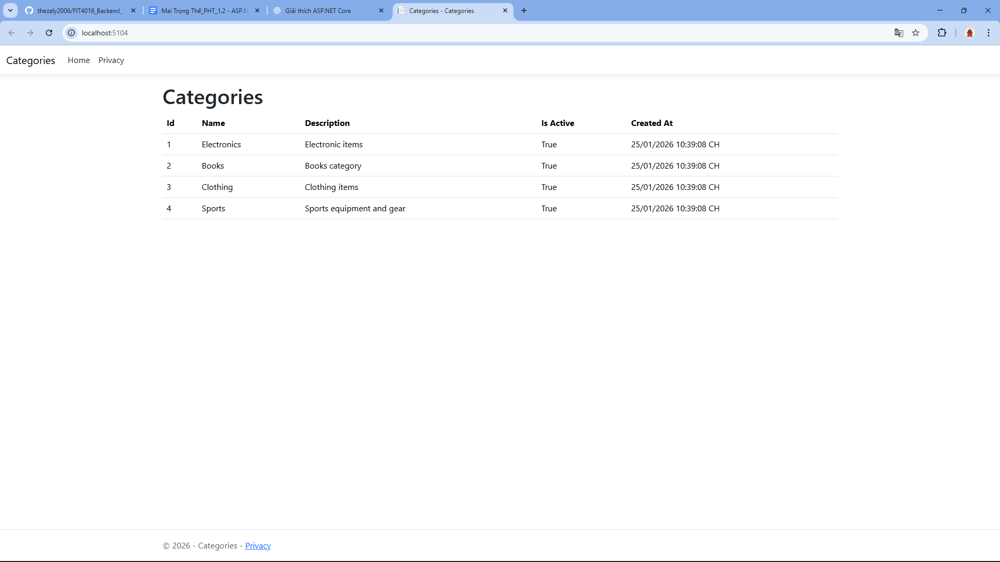 thezaly2006/FIT4016_Backend_
Mai Trọng Thế_PHT_1.2 - ASP.N
Giải thích ASP.NET Core
Categories - Categories
localhost:5104
Categories Home Privacy
Categories
Id Name Description Is Active Created At
1 Electronics Electronic items True 25/01/2026 10:39:08 CH
2 Books Books category True 25/01/2026 10:39:08 CH
3 Clothing Clothing items True 25/01/2026 10:39:08 CH
4 Sports Sports equipment and gear True 25/01/2026 10:39:08 CH
© 2026 - Categories - Privacy